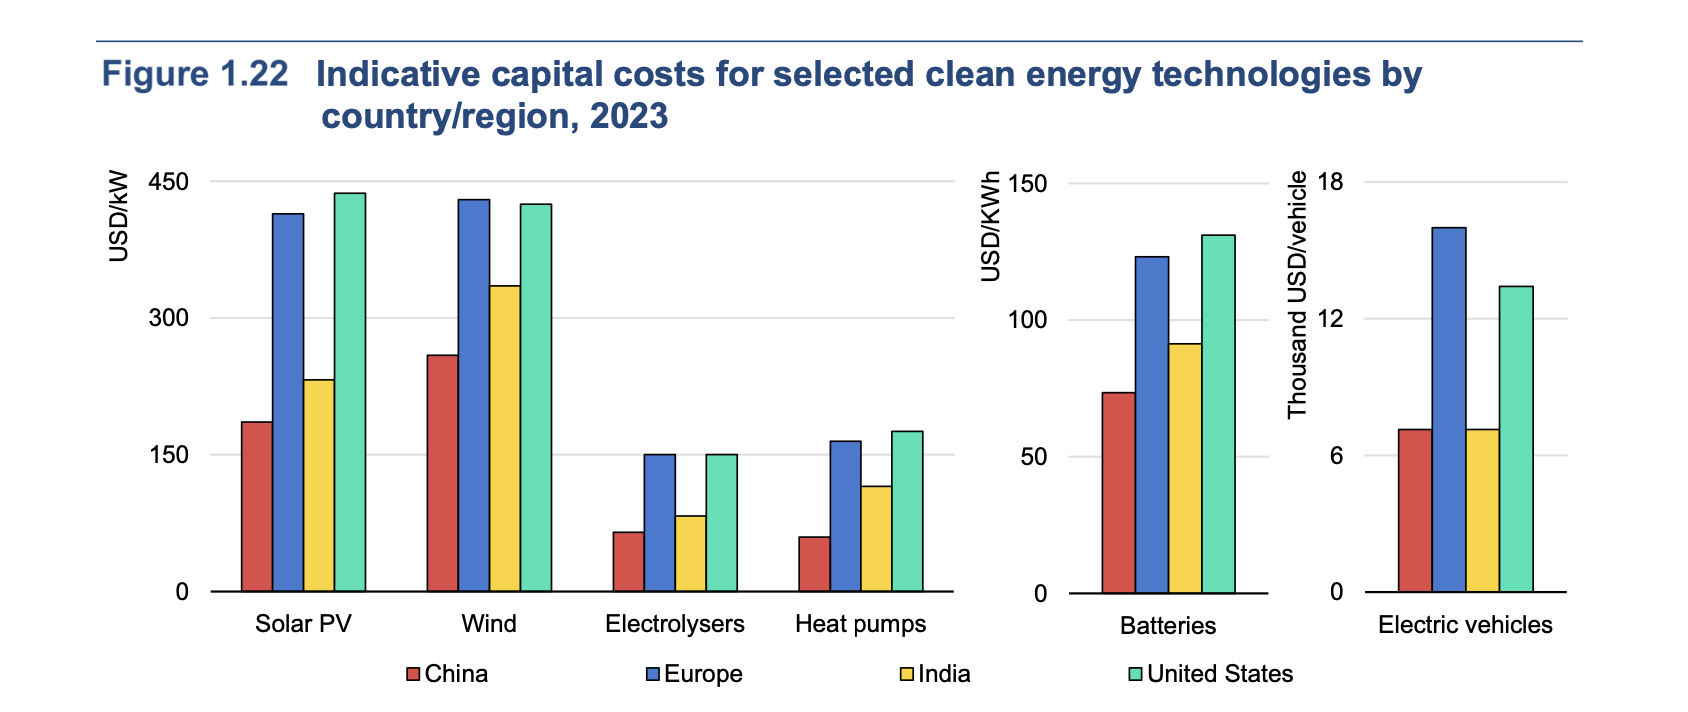 Figure 1.22 Indicative capital costs for selected clean energy technologies by
country/region, 2023
USD/kW
450
300
150
0
Solar PV
Wind
Electrolysers
Heat pumps
USD/KWh
150
100
50
0
Batteries
Thousand USD/vehicle
18
12
6
0
Electric vehicles
China
Europe
India
United States